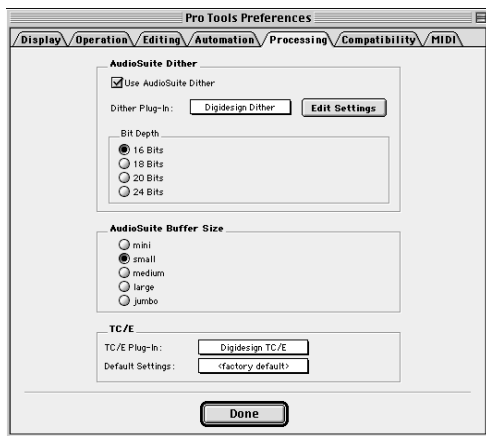 Pro Tools Preferences
Display Operation Editing Automation Processing Compatibility MIDI
AudioSuite Dither
Use AudioSuite Dither
Dither Plug-In: Digidesign Dither Edit Settings
Bit Depth
16 Bits
18 Bits
20 Bits
24 Bits
AudioSuite Buffer Size
mini
small
medium
large
jumbo
TC/E
TC/E Plug-In: Digidesign TC/E
Default Settings: <factory default>
Done